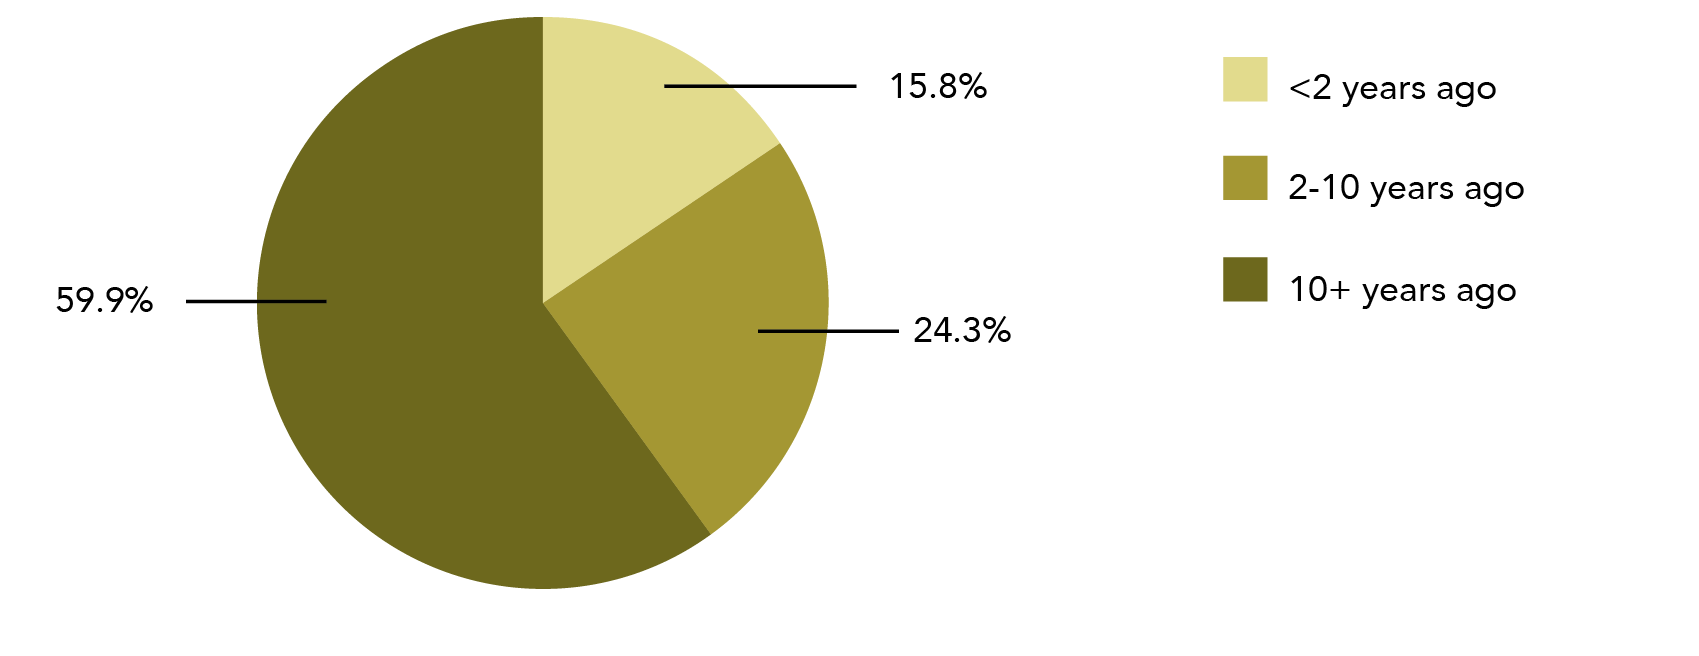 15.8%
<2 years ago
2-10 years ago
10+ years ago
59.9%
24.3%